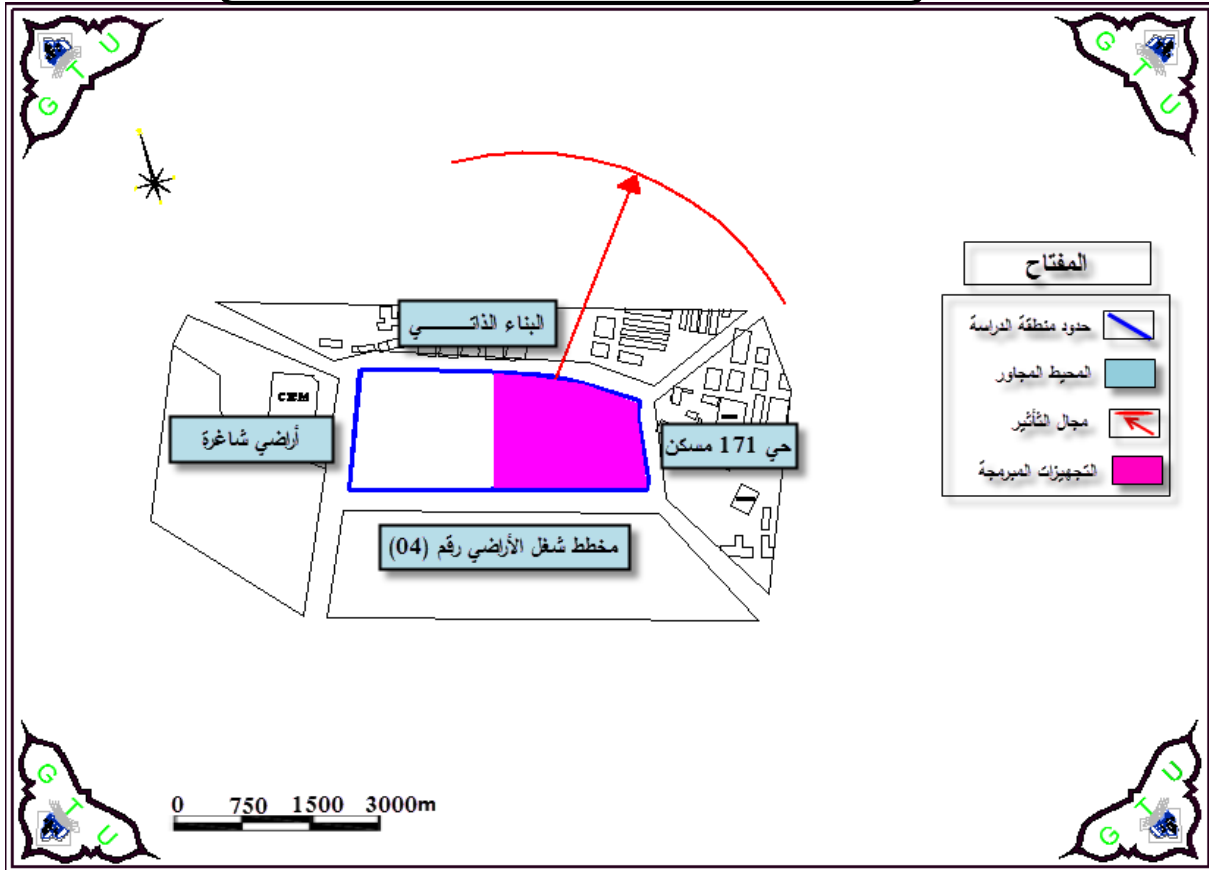 G T U
G T U
المفتاح
حدود منطقة الدراسة
المحيط المجاور
مجال التأثير
التجهيزات المبرمجة
البناء الذاتـــــــي
CEM
أراضي شاغرة
حي 171 مسكن
مخطط شغل الأراضي رقم (04)
0 750 1500 3000m
G T U
G T U